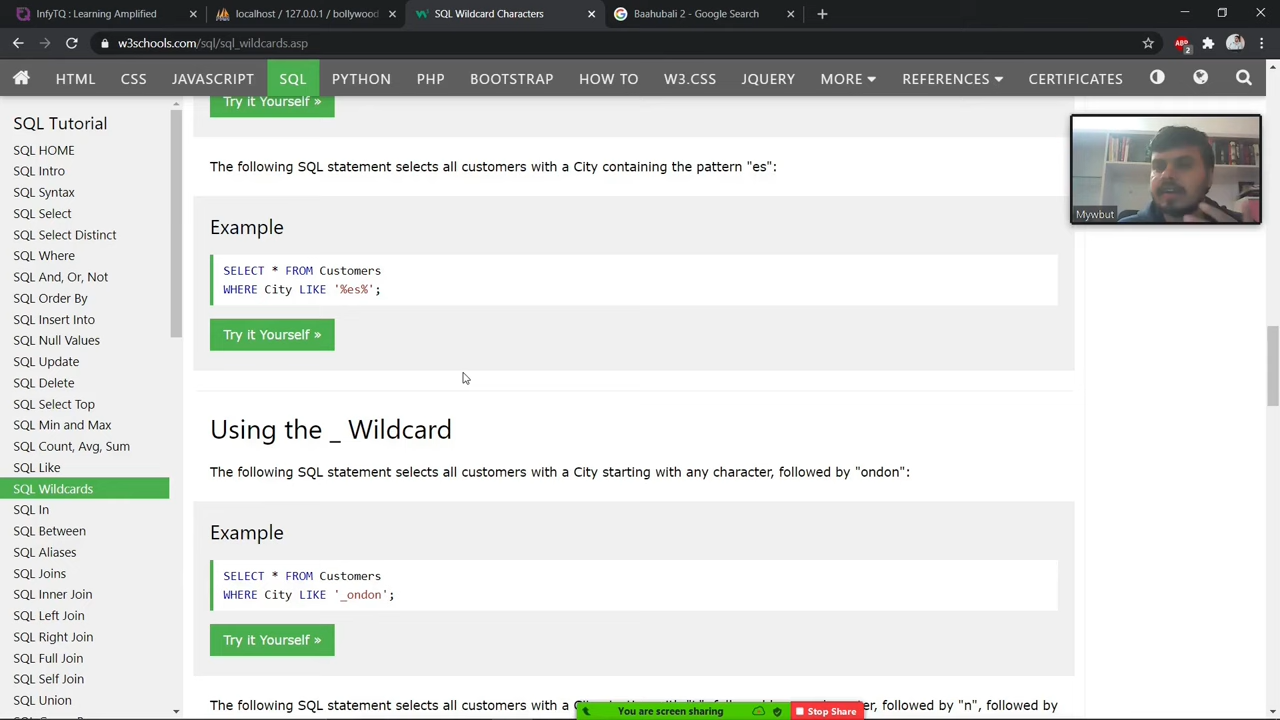 InfyTQ : Learning Amplified
localhost / 127.0.0.1 / bollywood
SQL Wildcard Characters
Baahubali 2 - Google Search
w3schools.com/sql/sql_wildcards.asp
ABP
2
HTML CSS JAVASCRIPT SQL PYTHON PHP BOOTSTRAP HOW TO W3.CSS JQUERY MORE REFERENCES CERTIFICATES
SQL Tutorial
SQL HOME
SQL Intro
SQL Syntax
SQL Select
SQL Select Distinct
SQL Where
SQL And, Or, Not
SQL Order By
SQL Insert Into
SQL Null Values
SQL Update
SQL Delete
SQL Select Top
SQL Min and Max
SQL Count, Avg, Sum
SQL Like
SQL Wildcards
SQL In
SQL Between
SQL Aliases
SQL Joins
SQL Inner Join
SQL Left Join
SQL Right Join
SQL Full Join
SQL Self Join
SQL Union
Try it Yourself »
The following SQL statement selects all customers with a City containing the pattern "es":
Example
SELECT * FROM Customers
WHERE City LIKE '%es%';
Try it Yourself »
Using the _ Wildcard
The following SQL statement selects all customers with a City starting with any character, followed by "ondon":
Example
SELECT * FROM Customers
WHERE City LIKE '_ondon';
Try it Yourself »
The following SQL statement selects all customers with a followed by "n", followed by
Mywbut
You are screen sharing
Stop Share